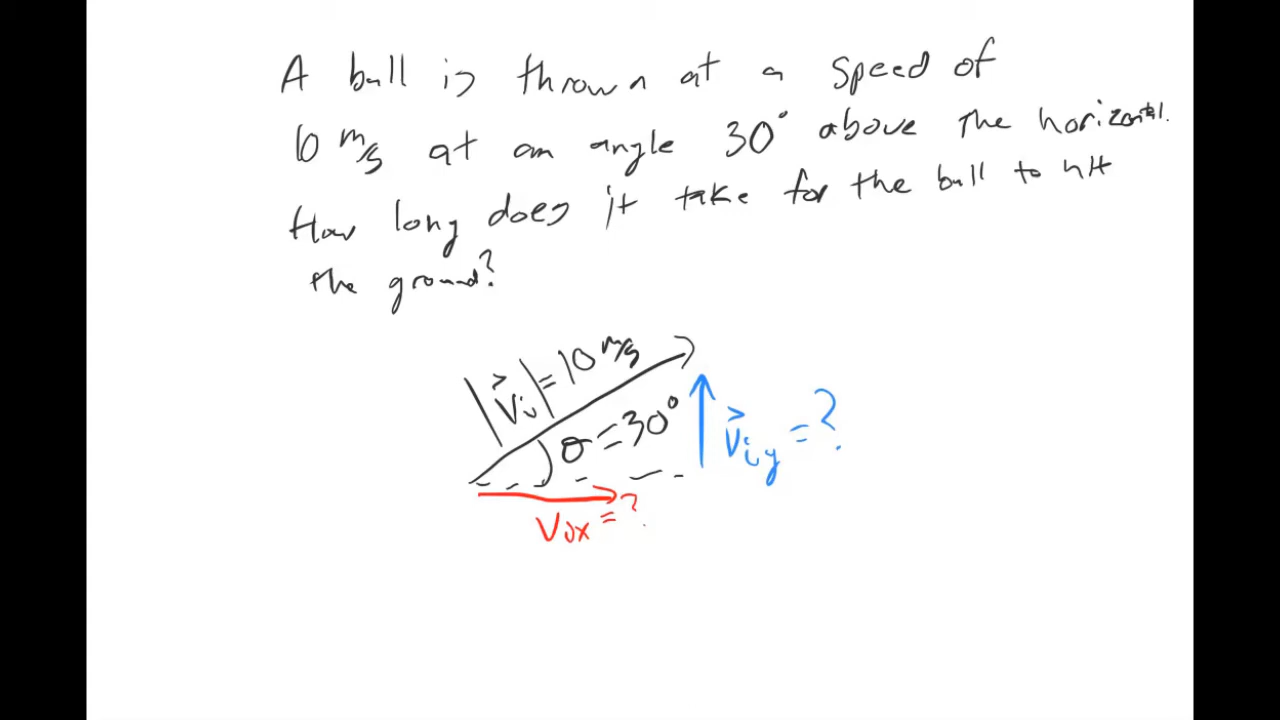 A ball is thrown at a speed of
10 m/s at an angle 30° above the horizontal.
How long does it take for the ball to hit
the ground?
|v⃗ᵢ| = 10 m/s
θ = 30°
v⃗ᵢy = ?
v₀x = ?